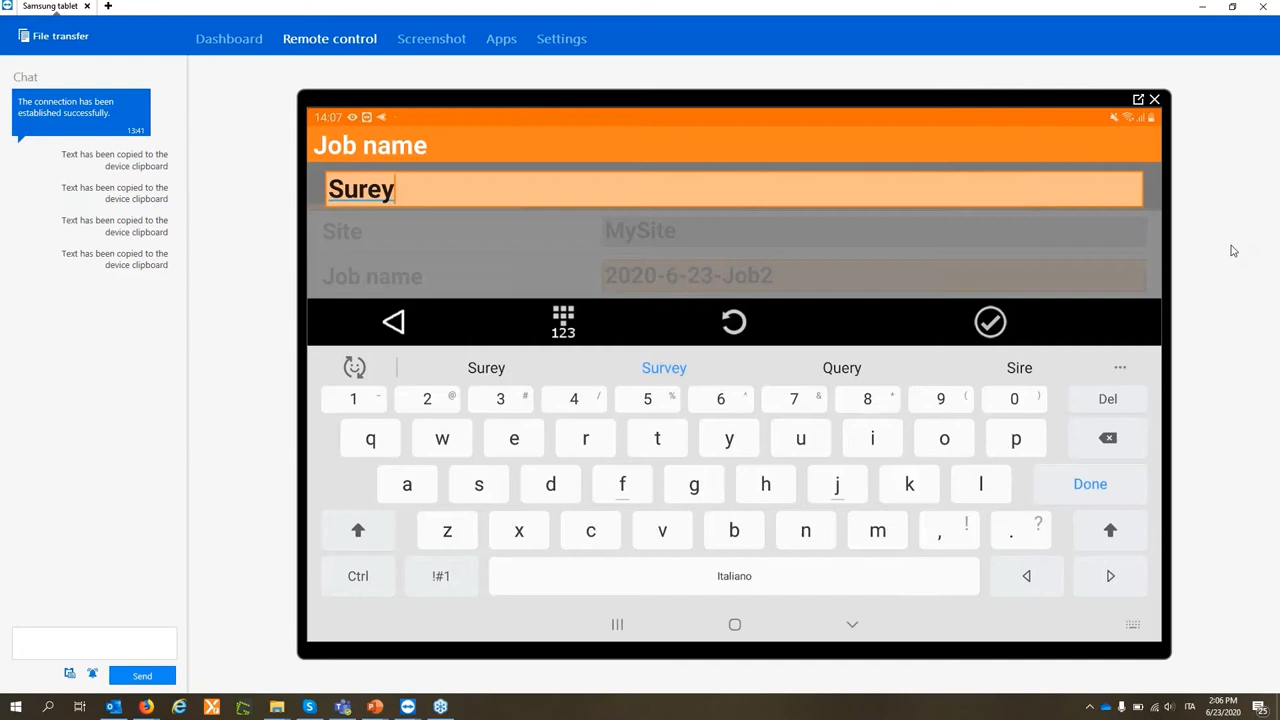 Samsung tablet
File transfer
Dashboard
Remote control
Screenshot
Apps
Settings
Chat
The connection has been
established successfully.
13:41
Text has been copied to the
device clipboard
Text has been copied to the
device clipboard
Text has been copied to the
device clipboard
Text has been copied to the
device clipboard
Send
14:07
Job name
Surey
Site MySite
Job name 2020-6-23-Job2
123
Surey Survey Query Sire ...
1 ~ 2 @ 3 # 4 / 5 % 6 ^ 7 & 8 * 9 ( 0 ) Del
q w e r t y u i o p
a s d f g h j k l Done
z x c v b n m , ! . ?
Ctrl !#1 Italiano
ITA
2:06 PM
6/23/2020
25